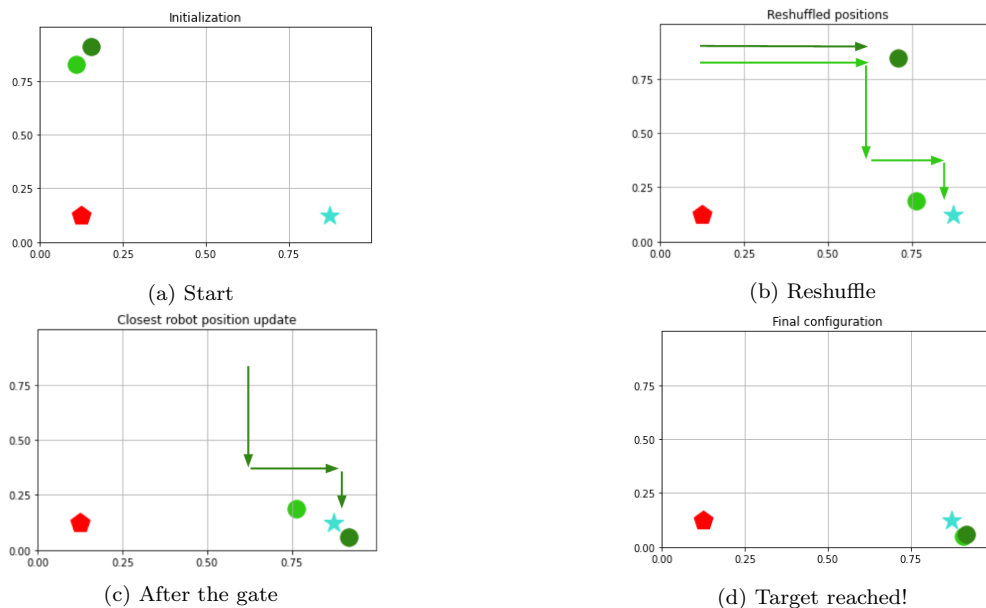 Initialization
0.75
0.50
0.25
0.00
0.00 0.25 0.50 0.75
(a) Start
Reshuffled positions
0.75
0.50
0.25
0.00
0.00 0.25 0.50 0.75
(b) Reshuffle
Closest robot position update
0.75
0.50
0.25
0.00
0.00 0.25 0.50 0.75
(c) After the gate
Final configuration
0.75
0.50
0.25
0.00
0.00 0.25 0.50 0.75
(d) Target reached!